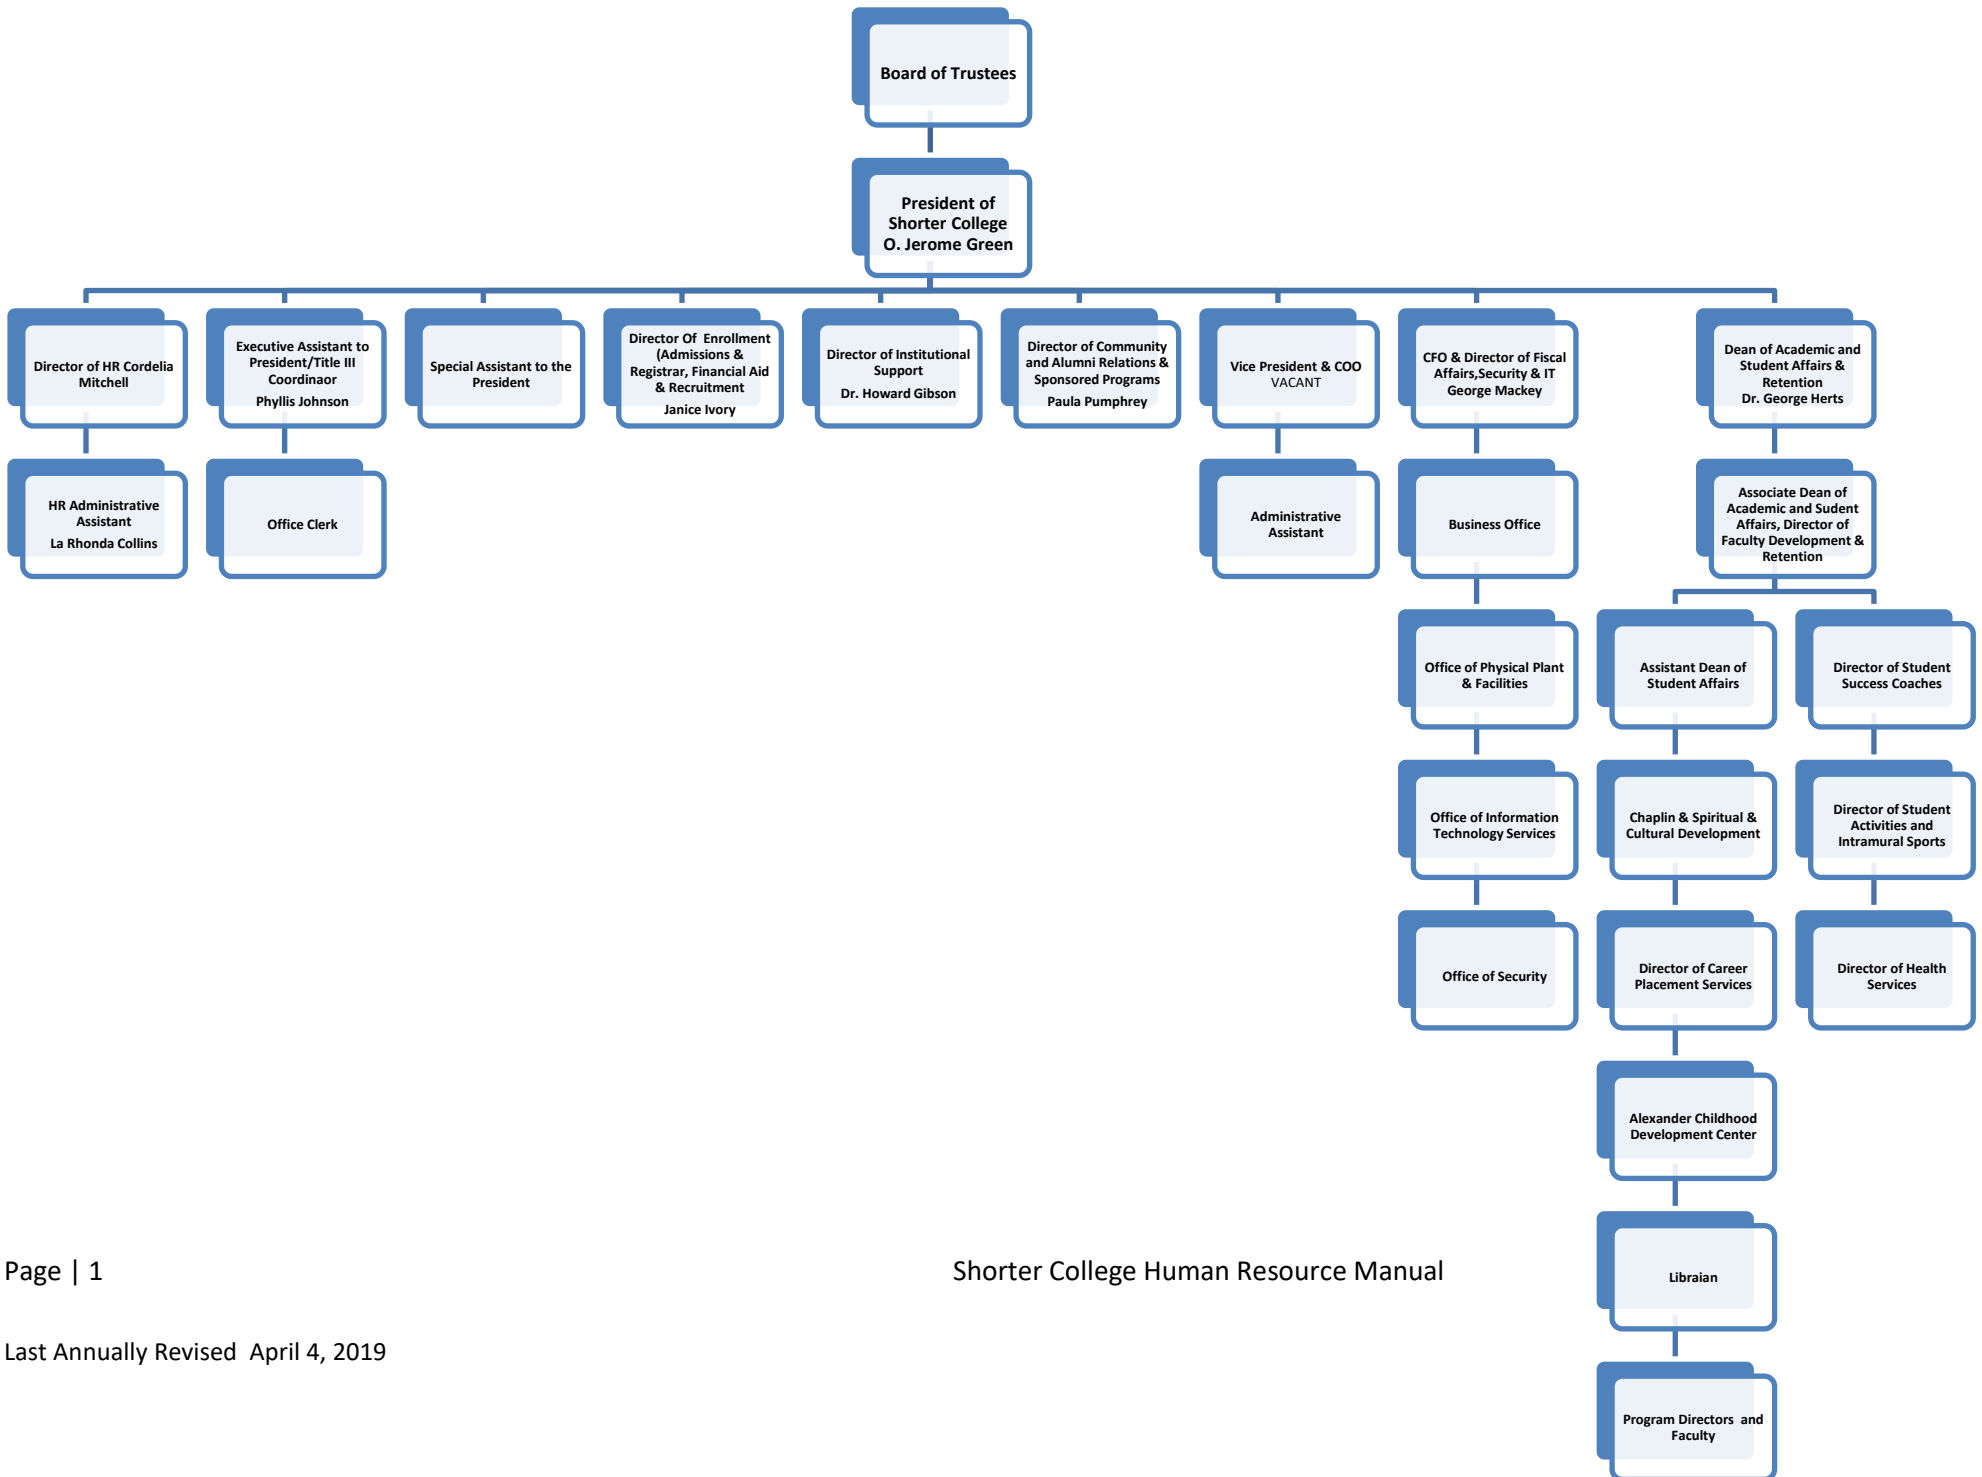 Board of Trustees
President of
Shorter College
O. Jerome Green
Director of HR Cordelia
Mitchell
Executive Assistant to
President/Title III
Coordinaor
Phyllis Johnson
Special Assistant to the
President
Director Of Enrollment
(Admissions &
Registrar, Financial Aid
& Recruitment
Janice Ivory
Director of Institutional
Support
Dr. Howard Gibson
Director of Community
and Alumni Relations &
Sponsored Programs
Paula Pumphrey
Vice President & COO
VACANT
CFO & Director of Fiscal
Affairs,Security & IT
George Mackey
Dean of Academic and
Student Affairs &
Retention
Dr. George Herts
HR Administrative
Assistant
La Rhonda Collins
Office Clerk
Administrative
Assistant
Business Office
Associate Dean of
Academic and Sudent
Affairs, Director of
Faculty Development &
Retention
Office of Physical Plant
& Facilities
Assistant Dean of
Student Affairs
Director of Student
Success Coaches
Office of Information
Technology Services
Chaplin & Spiritual &
Cultural Development
Director of Student
Activities and
Intramural Sports
Office of Security
Director of Career
Placement Services
Director of Health
Services
Alexander Childhood
Development Center
Libraian
Program Directors and
Faculty
Page | 1
Shorter College Human Resource Manual
Last Annually Revised April 4, 2019